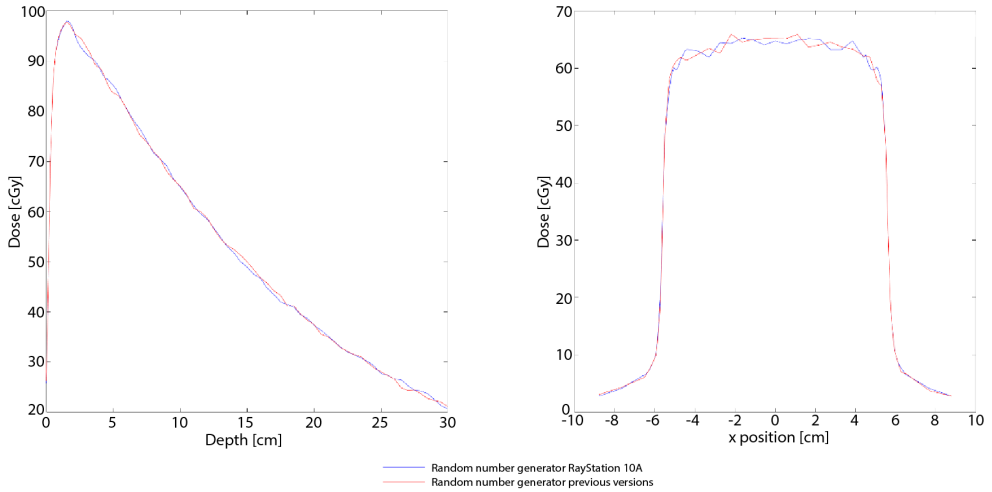 100
90
80
70
60
50
40
30
20
Dose [cGy]
0 5 10 15 20 25 30
Depth [cm]
70
60
50
40
30
20
10
0
Dose [cGy]
-10 -8 -6 -4 -2 0 2 4 6 8 10
x position [cm]
Random number generator RayStation 10A
Random number generator previous versions